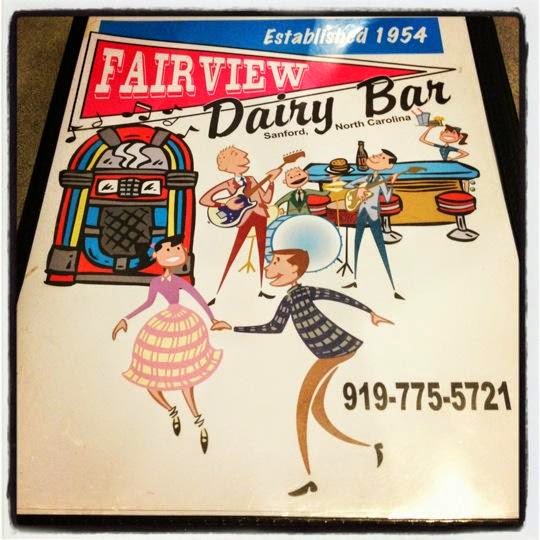 Established 1954
FAIRVIEW
Dairy Bar
Sanford, North Carolina
919-775-5721